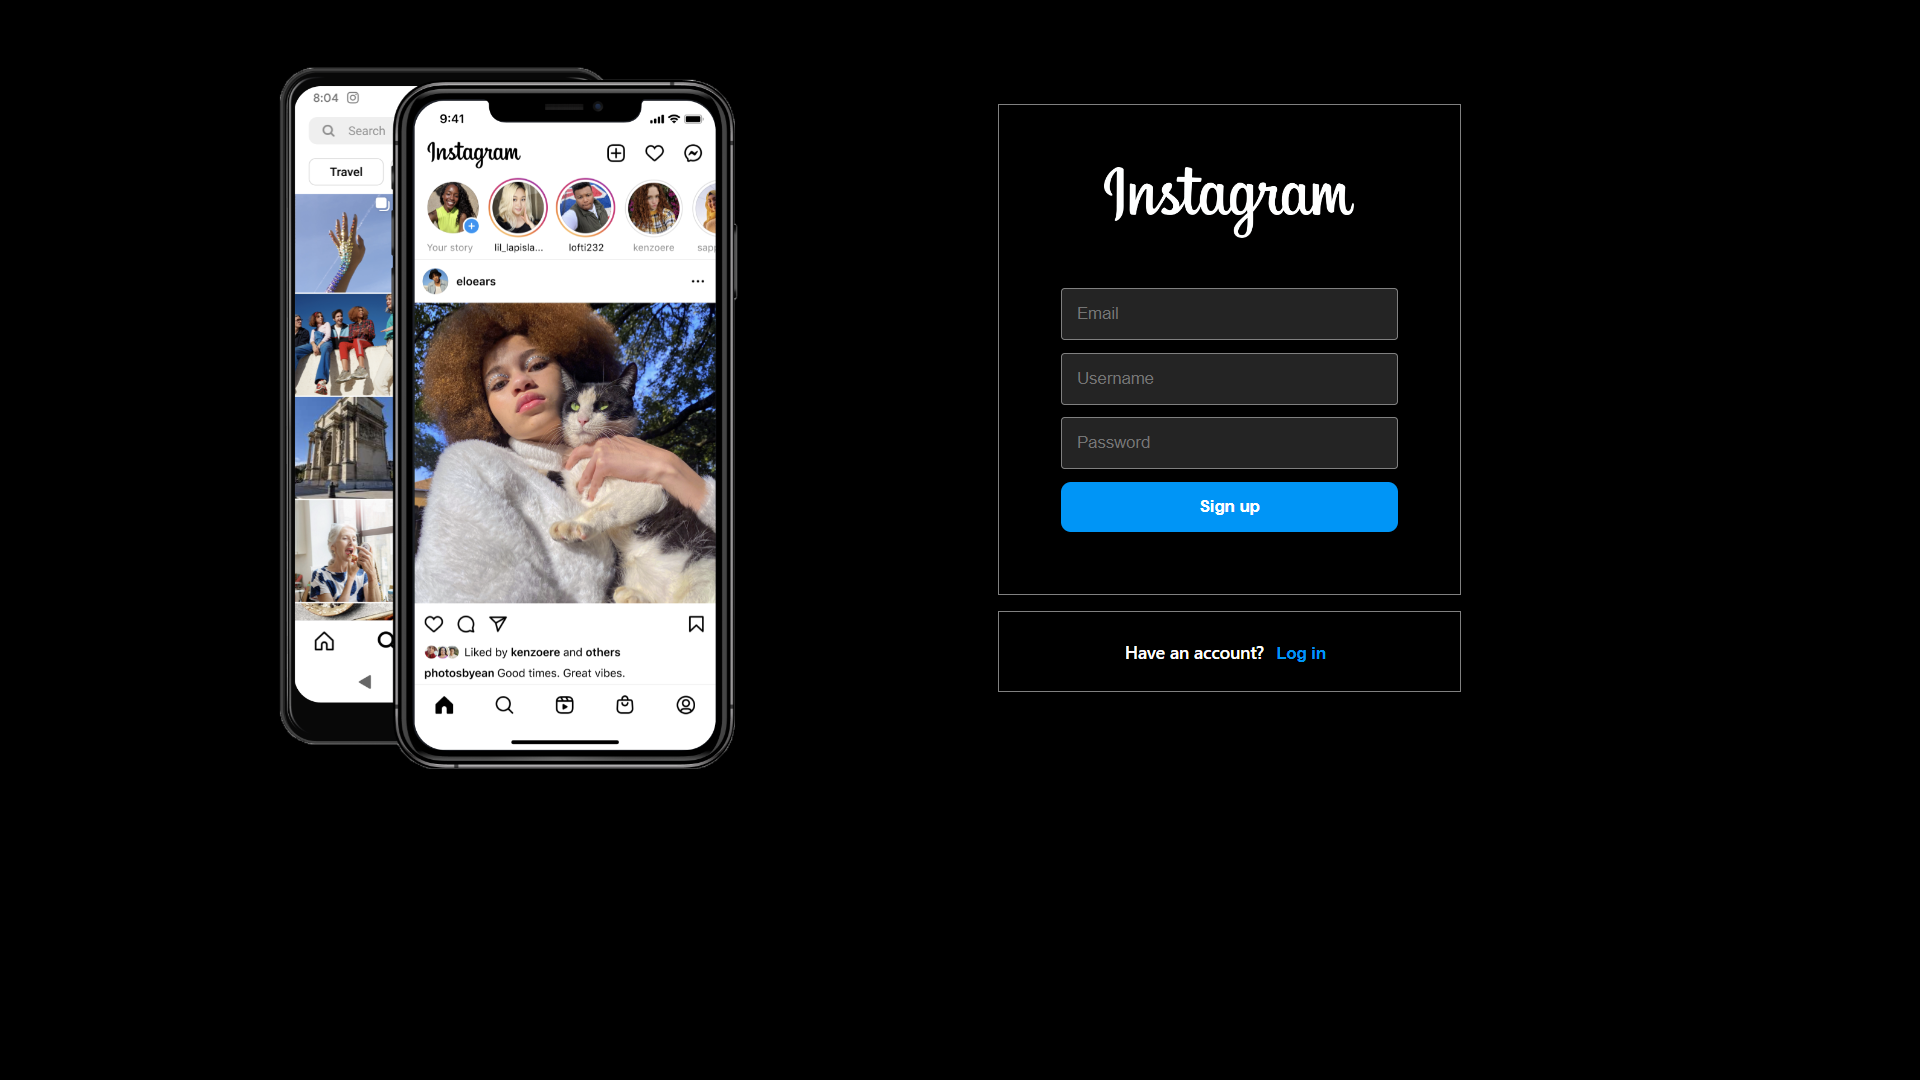 8:04
Search
Travel
9:41
Instagram
Your story
lil_lapisla...
lofti232
kenzoere
sapp
eloears
Liked by kenzoere and others
photosbyean Good times. Great vibes.
Instagram
Email
Username
Password
Sign up
Have an account? Log in